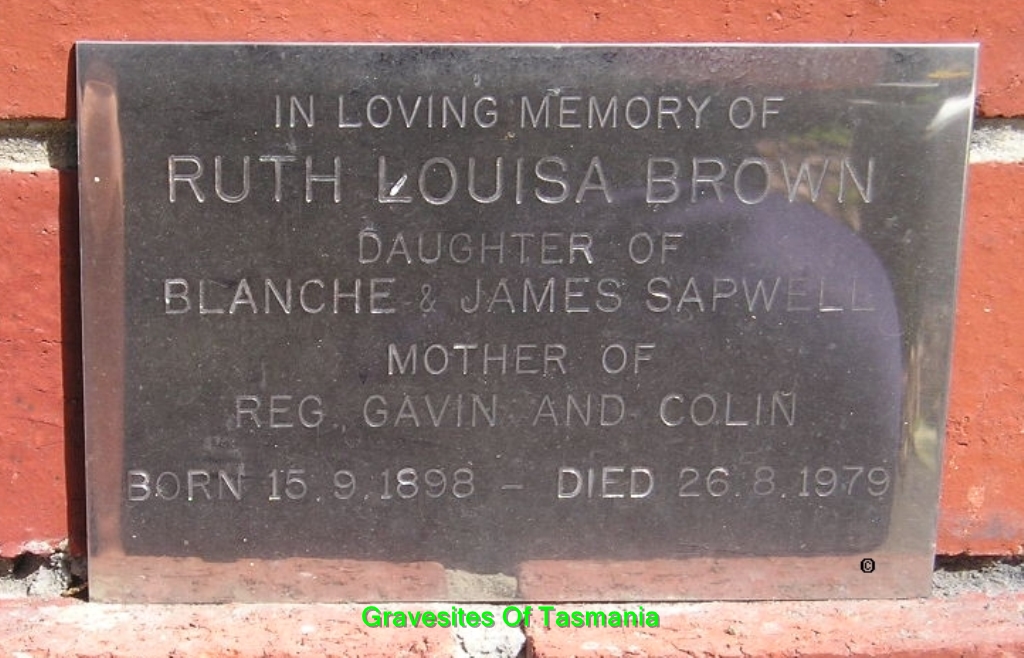 IN LOVING MEMORY OF
RUTH LOUISA BROWN
DAUGHTER OF
BLANCHE & JAMES SAPWELL
MOTHER OF
REG, GAVIN AND COLIN
BORN 15.9.1898 - DIED 26.8.1979
©
Gravesites Of Tasmania